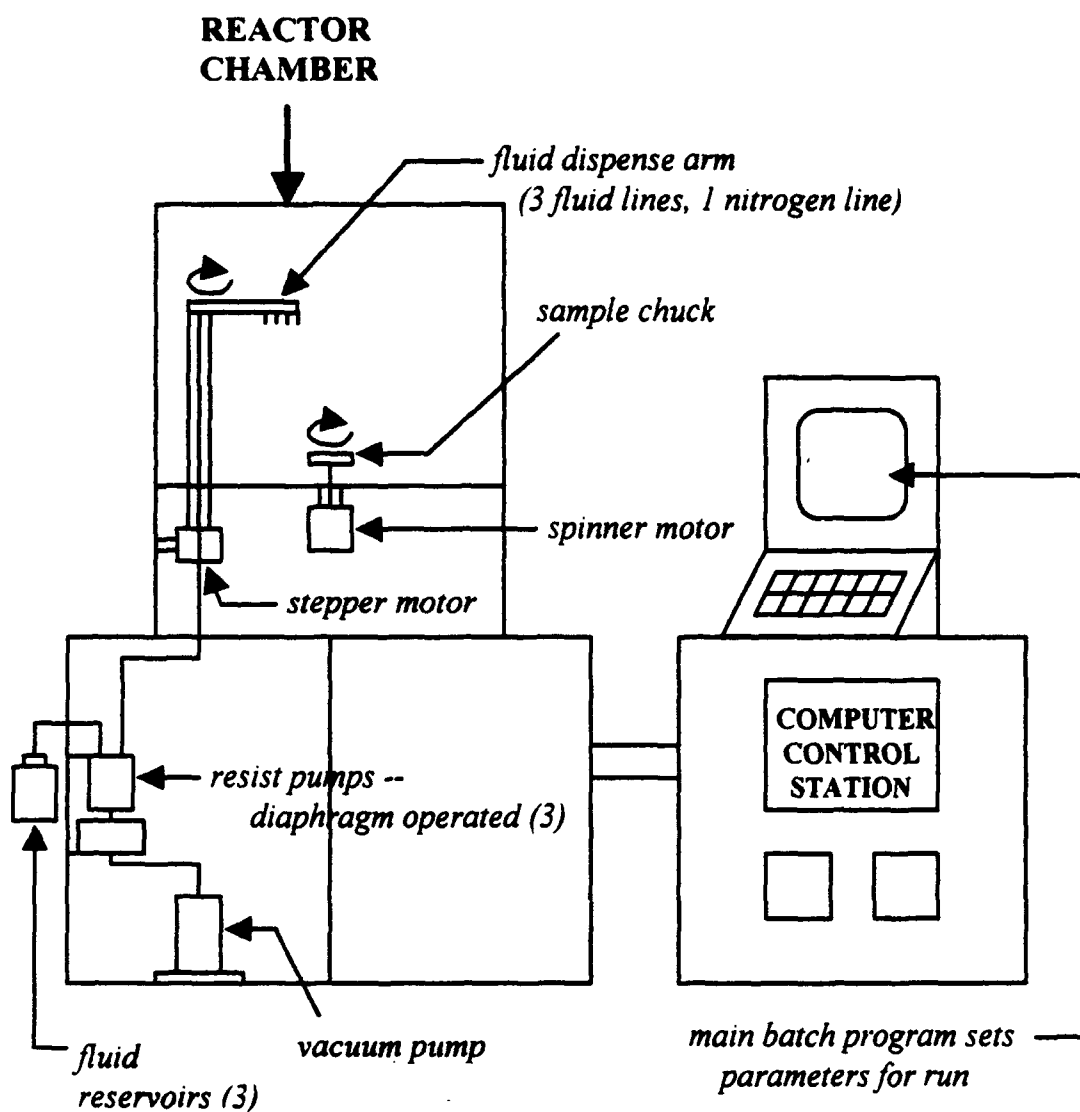 REACTOR
CHAMBER
fluid dispense arm
(3 fluid lines, 1 nitrogen line)
sample chuck
spinner motor
stepper motor
COMPUTER
CONTROL
STATION
resist pumps --
diaphragm operated (3)
vacuum pump
fluid
reservoirs (3)
main batch program sets
parameters for run